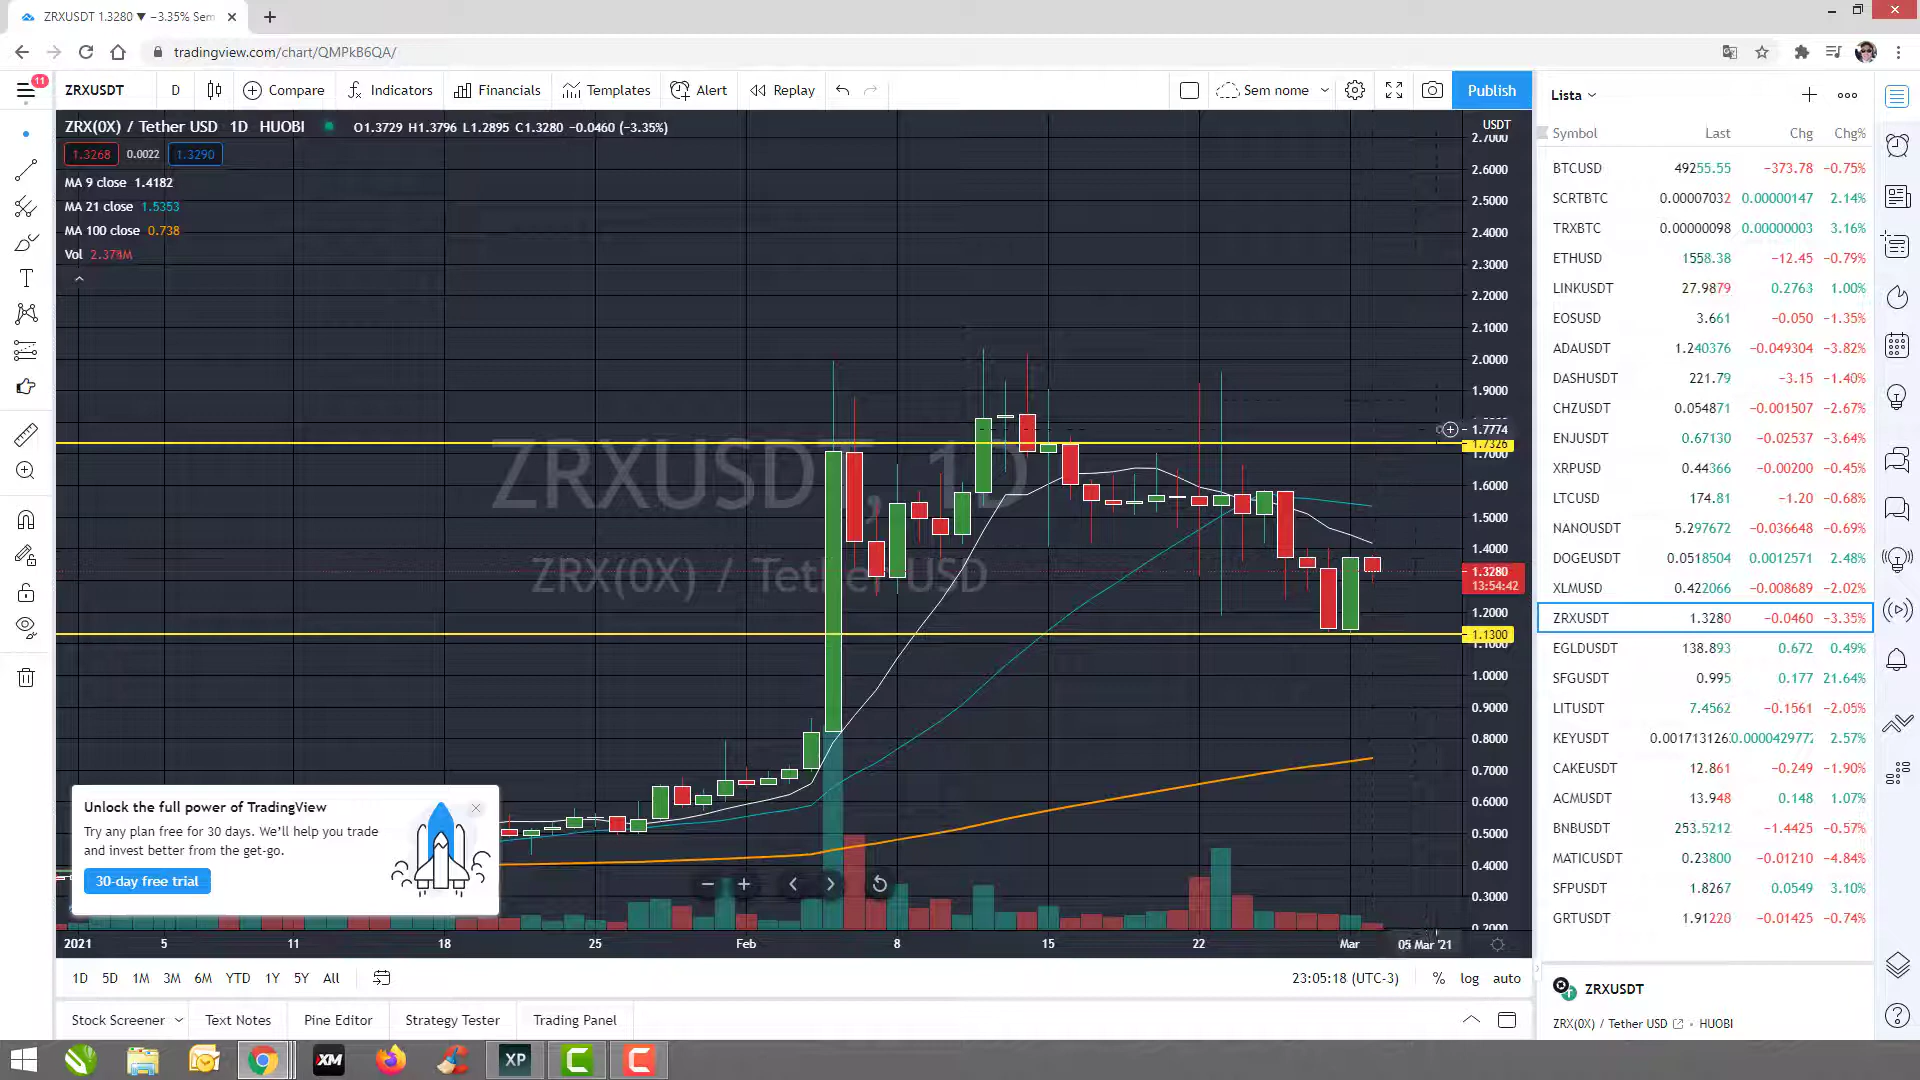 ZRXUSDT 1.3280 ▼ −3.35% Sem
tradingview.com/chart/QMPkB6QA/
11
ZRXUSDT D Compare Indicators Financials Templates Alert Replay Sem nome Publish
ZRX(0X) / Tether USD 1D HUOBI O1.3729 H1.3796 L1.2895 C1.3280 −0.0460 (−3.35%)
1.3268 0.0022 1.3290
MA 9 close 1.4182
MA 21 close 1.5353
MA 100 close 0.738
Vol
ZRXUSDT, 1D
ZRX(0X) / Tether USD
USDT
2.7000
2.6000
2.5000
2.4000
2.3000
2.2000
2.1000
2.0000
1.9000
1.7774
1.7326
1.7000
1.6000
1.5000
1.4000
1.3280
13:54:42
1.2000
1.1300
1.1000
1.0000
0.9000
0.8000
0.7000
0.6000
0.5000
0.4000
0.3000
0.2000
Unlock the full power of TradingView
Try any plan free for 30 days. We'll help you trade
and invest better from the get-go.
30-day free trial
2021 5 11 18 25 Feb 8 15 22 Mar 05 Mar '21
1D 5D 1M 3M 6M YTD 1Y 5Y All 23:05:18 (UTC-3) % log auto
Stock Screener Text Notes Pine Editor Strategy Tester Trading Panel
Lista
Symbol Last Chg Chg%
BTCUSD 49255.55 −373.78 −0.75%
SCRTBTC 0.00007032 0.00000147 2.14%
TRXBTC 0.00000098 0.00000003 3.16%
ETHUSD 1558.38 −12.45 −0.79%
LINKUSDT 27.9879 0.2763 1.00%
EOSUSD 3.661 −0.050 −1.35%
ADAUSDT 1.240376 −0.049304 −3.82%
DASHUSDT 221.79 −3.15 −1.40%
CHZUSDT 0.054871 −0.001507 −2.67%
ENJUSDT 0.67130 −0.02537 −3.64%
XRPUSD 0.44366 −0.00200 −0.45%
LTCUSD 174.81 −1.20 −0.68%
NANOUSDT 5.297672 −0.036648 −0.69%
DOGEUSDT 0.0518504 0.0012571 2.48%
XLMUSD 0.422066 −0.008689 −2.02%
ZRXUSDT 1.3280 −0.0460 −3.35%
EGLDUSDT 138.893 0.672 0.49%
SFGUSDT 0.995 0.177 21.64%
LITUSDT 7.4562 −0.1561 −2.05%
KEYUSDT 0.001713126 0.0000429772 2.57%
CAKEUSDT 12.861 −0.249 −1.90%
ACMUSDT 13.948 0.148 1.07%
BNBUSDT 253.5212 −1.4425 −0.57%
MATICUSDT 0.23800 −0.01210 −4.84%
SFPUSDT 1.8267 0.0549 3.10%
GRTUSDT 1.91220 −0.01425 −0.74%
ZRXUSDT
ZRX(0X) / Tether USD • HUOBI
XM XP